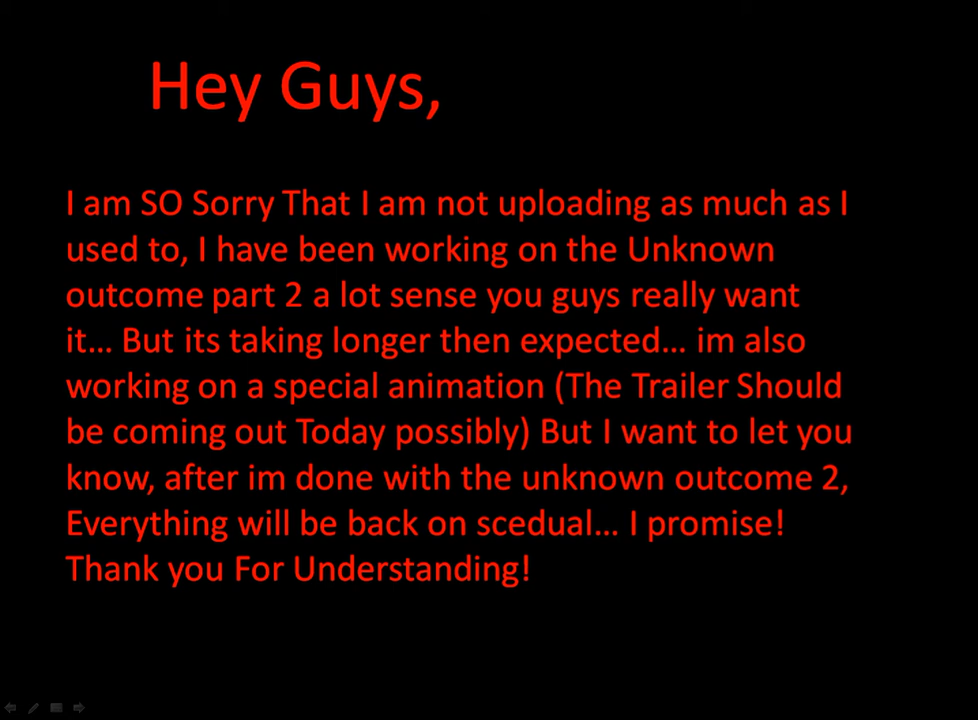 Hey Guys,
I am SO Sorry That I am not uploading as much as I
used to, I have been working on the Unknown
outcome part 2 a lot sense you guys really want
it... But its taking longer then expected... im also
working on a special animation (The Trailer Should
be coming out Today possibly) But I want to let you
know, after im done with the unknown outcome 2,
Everything will be back on scedual... I promise!
Thank you For Understanding!